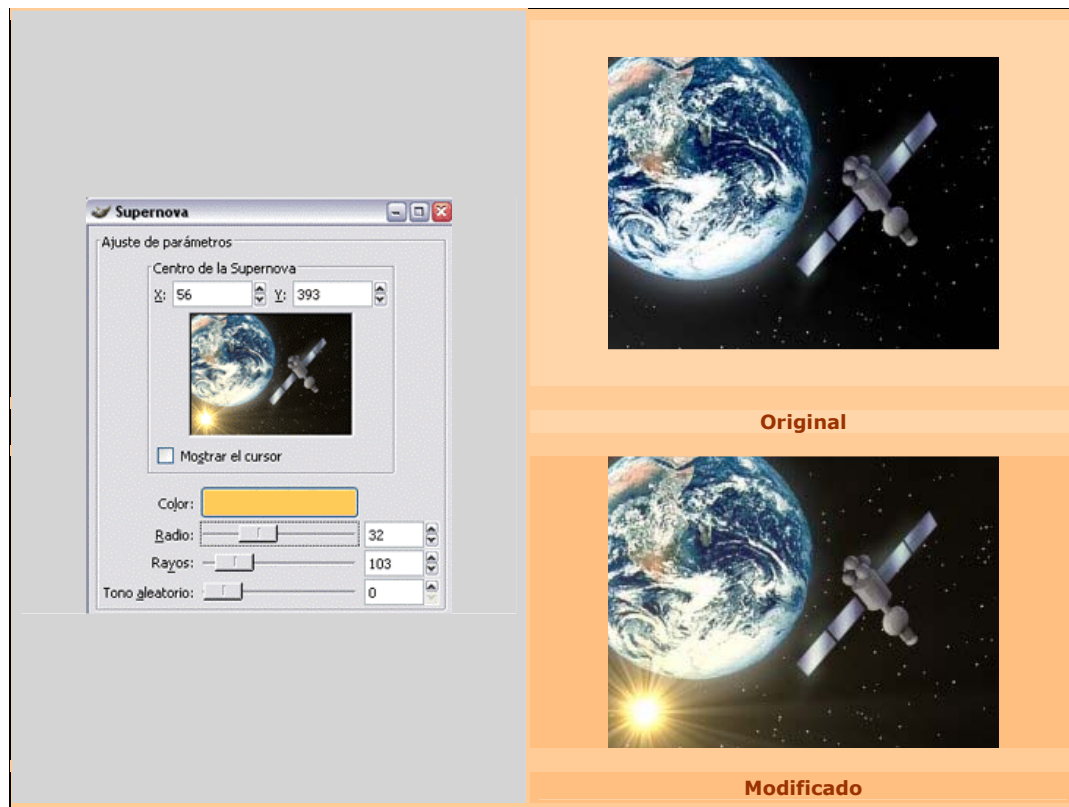 Supernova
Ajuste de parámetros
Centro de la Supernova
X: 56 Y: 393
Mostrar el cursor
Color:
Radio: 32
Rayos: 103
Tono aleatorio: 0
Original
Modificado